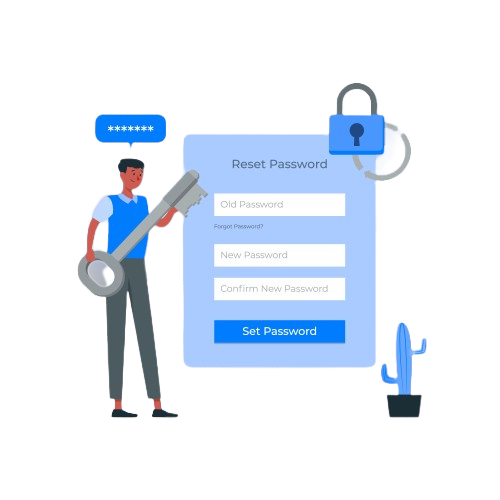 *******
Reset Password
Old Password
Forgot Password?
New Password
Confirm New Password
Set Password